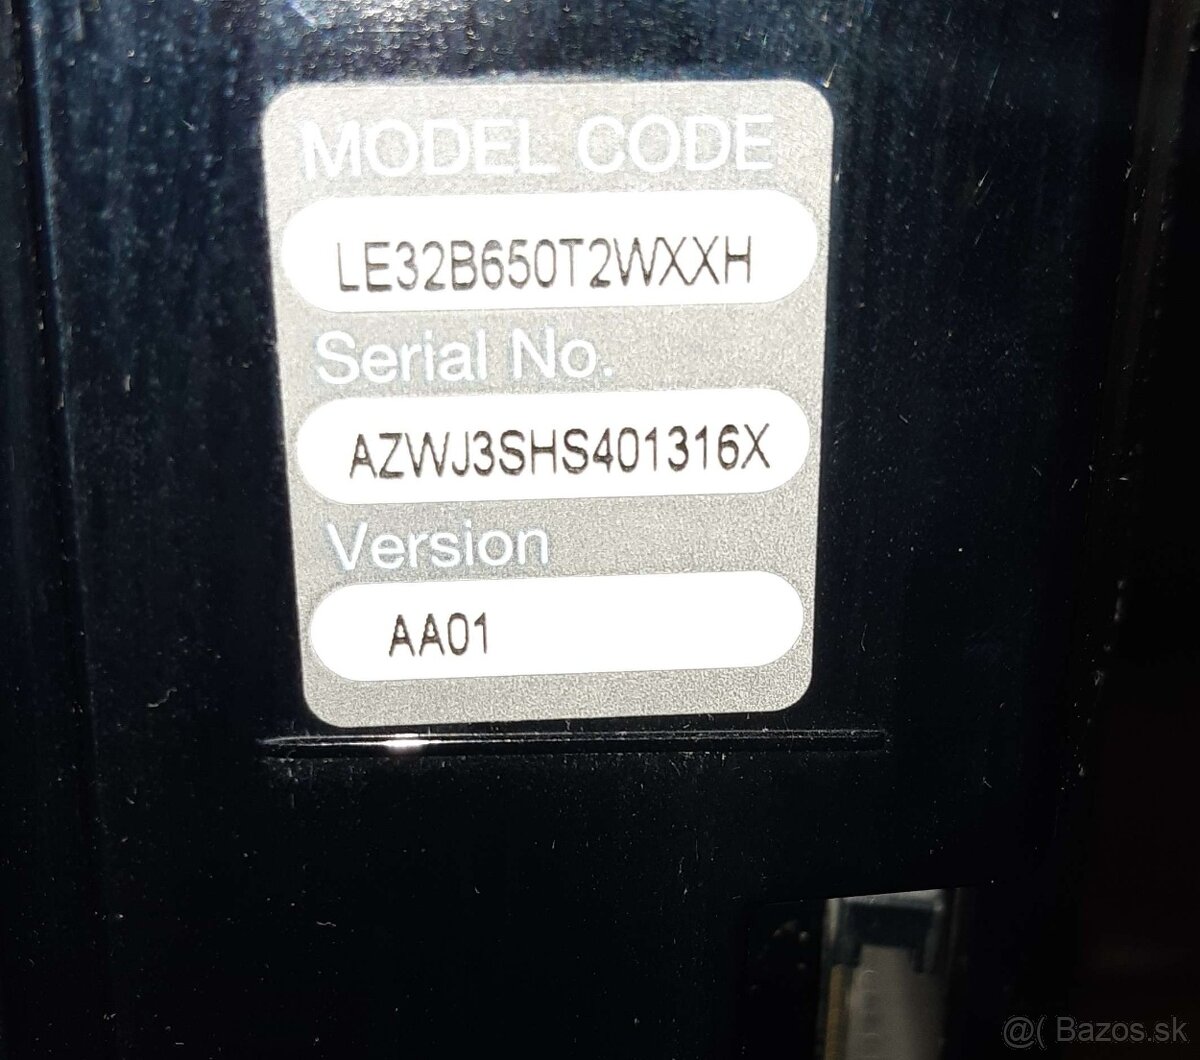 MODEL CODE
LE32B650T2WXXH
Serial No.
AZWJ3SHS401316X
Version
AA01
@( Bazos.sk